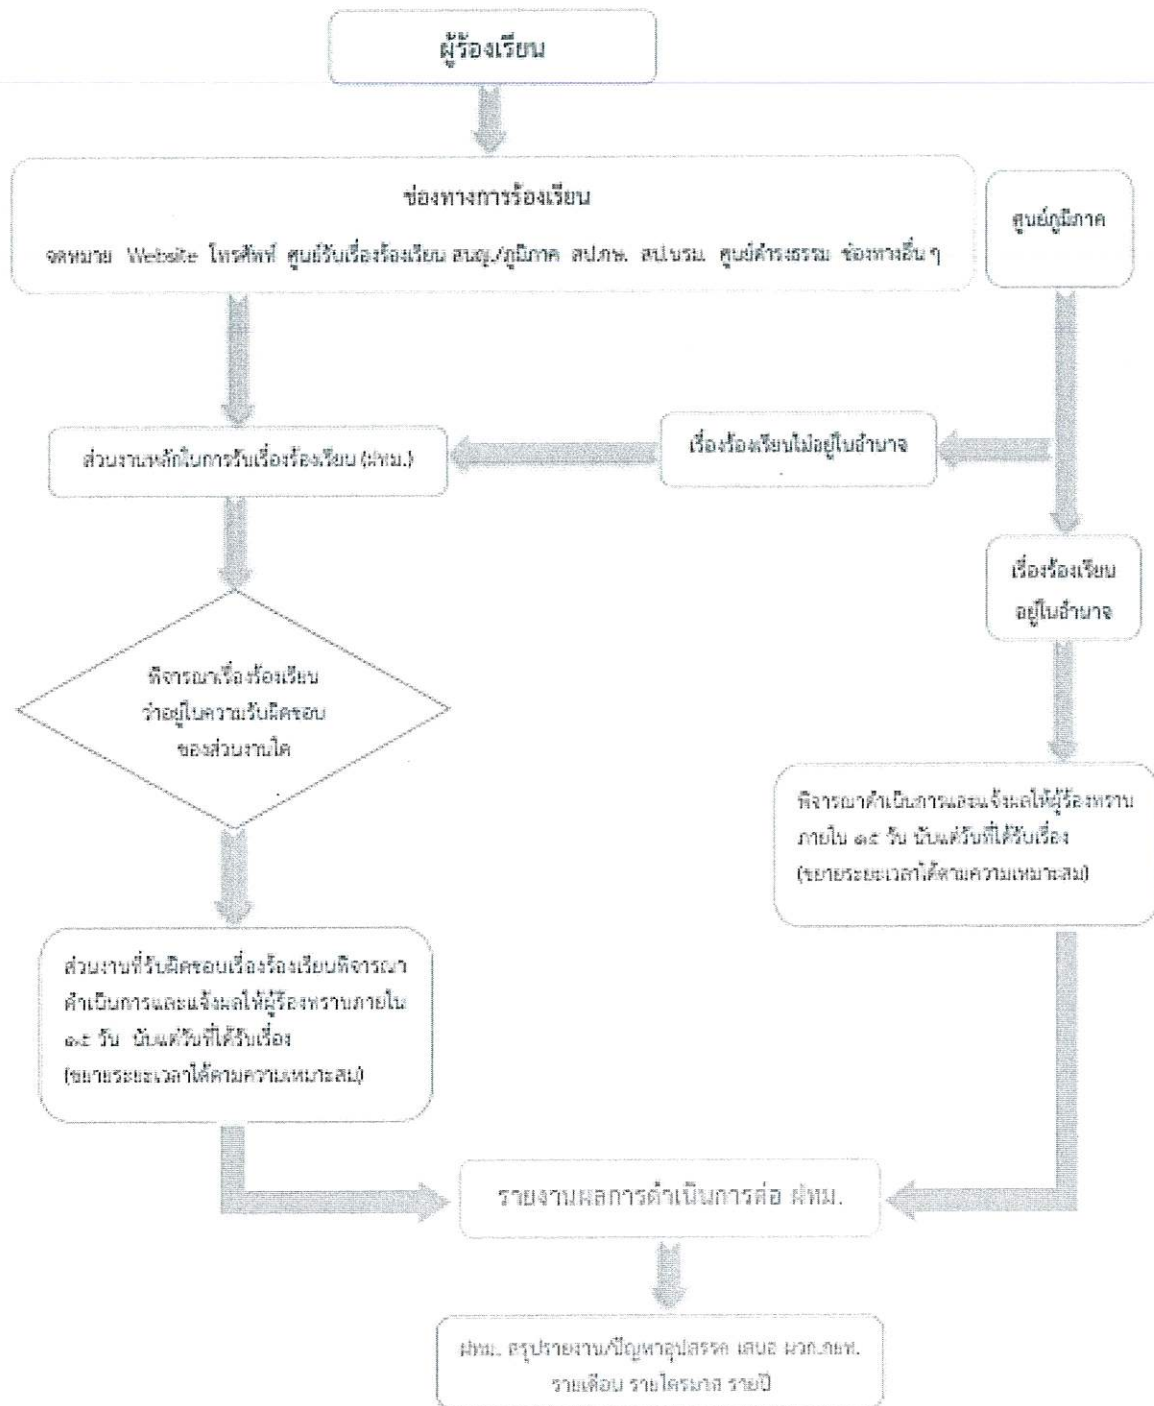 ผู้ร้องเรียน
ช่องทางการร้องเรียน
จดหมาย Website โทรศัพท์ ศูนย์รับเรื่องร้องเรียน สนญ./ภูมิภาค สป.กษ. สป.นรม. ศูนย์ดำรงธรรม ช่องทางอื่น ๆ
ศูนย์ภูมิภาค
ส่วนงานหลักในการรับเรื่องร้องเรียน (ฝทม.)
เรื่องร้องเรียนไม่อยู่ในอำนาจ
เรื่องร้องเรียน
อยู่ในอำนาจ
พิจารณาเรื่องร้องเรียน
ว่าอยู่ในความรับผิดชอบ
ของส่วนงานใด
พิจารณาดำเนินการและแจ้งผลให้ผู้ร้องทราบ
ภายใน ๑๕ วัน นับแต่วันที่ได้รับเรื่อง
(ขยายระยะเวลาได้ตามความเหมาะสม)
ส่วนงานที่รับผิดชอบเรื่องร้องเรียนพิจารณา
ดำเนินการและแจ้งผลให้ผู้ร้องทราบภายใน
๑๕ วัน นับแต่วันที่ได้รับเรื่อง
(ขยายระยะเวลาได้ตามความเหมาะสม)
รายงานผลการดำเนินการต่อ ฝทม.
ฝทม. สรุปรายงาน/ปัญหาอุปสรรค เสนอ ผวก.กยท.
รายเดือน รายไตรมาส รายปี